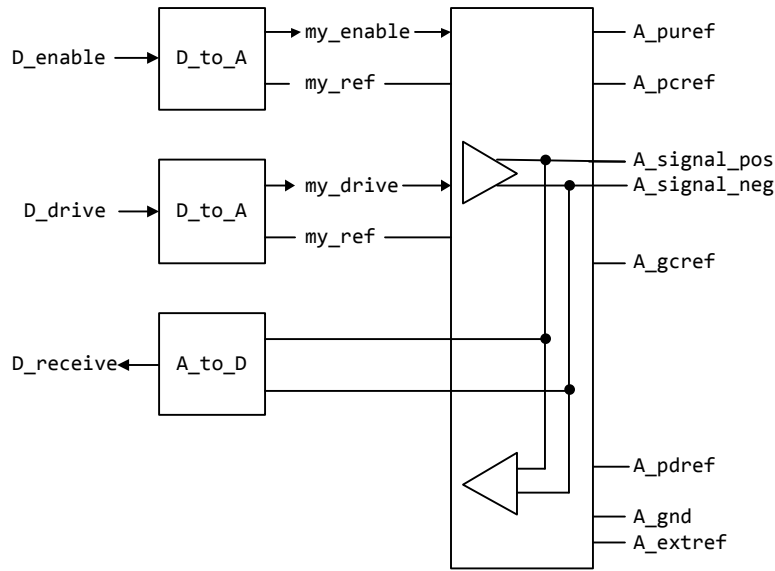 my_enable
A_puref
D_enable
D_to_A
my_ref
A_pcref
A_signal_pos
my_drive
A_signal_neg
D_drive
D_to_A
my_ref
A_gcref
D_receive
A_to_D
A_pdref
A_gnd
A_extref